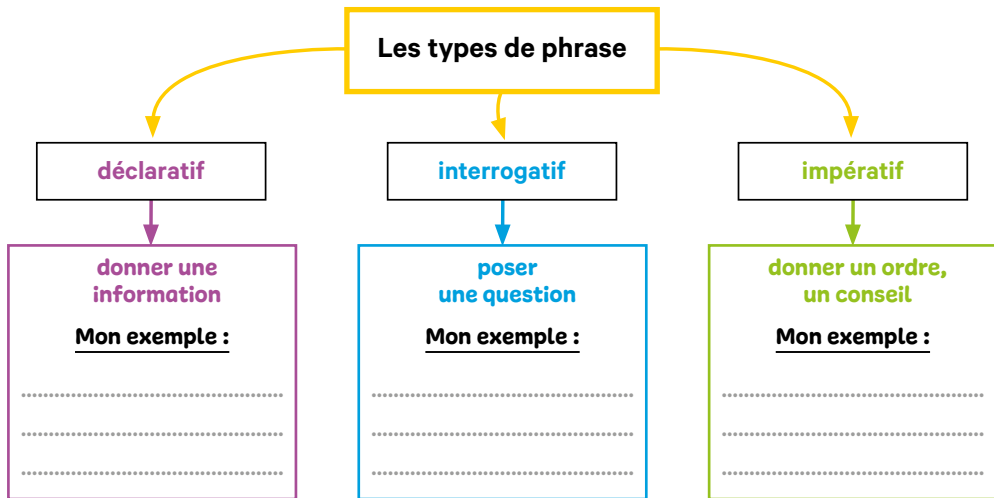 Les types de phrase
déclaratif
interrogatif
impératif
donner une
information
Mon exemple :
poser
une question
Mon exemple :
donner un ordre,
un conseil
Mon exemple :